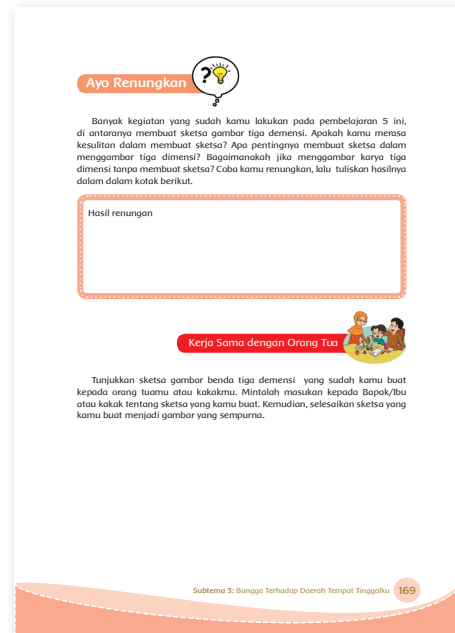 Ayo Renungkan
?
Banyak kegiatan yang sudah kamu lakukan pada pembelajaran 5 ini,
di antaranya membuat sketsa gambar tiga demensi. Apakah kamu merasa
kesulitan dalam membuat sketsa? Apa pentingnya membuat sketsa dalam
menggambar tiga dimensi? Bagaimanakah jika menggambar karya tiga
dimensi tanpa membuat sketsa? Coba kamu renungkan, lalu tuliskan hasilnya
dalam dalam kotak berikut.
Hasil renungan
Kerja Sama dengan Orang Tua
Tunjukkan sketsa gambar benda tiga demensi yang sudah kamu buat
kepada orang tuamu atau kakakmu. Mintalah masukan kepada Bapak/Ibu
atau kakak tentang sketsa yang kamu buat. Kemudian, selesaikan sketsa yang
kamu buat menjadi gambar yang sempurna.
Subtema 3: Bangga Terhadap Daerah Tempat Tinggalku 169